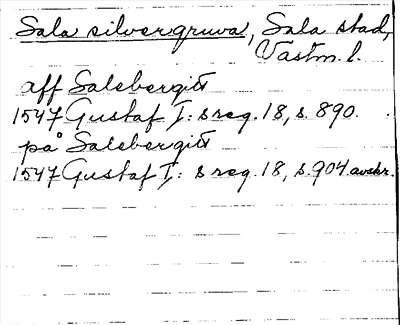 Sala silvergruva, Sala stad,
Västm. l.
aff Salebergit
1547 Gustaf I: s reg. 18, s. 890.
på Salebergit
1547 Gustaf I: s reg. 18, s. 904 avskr.